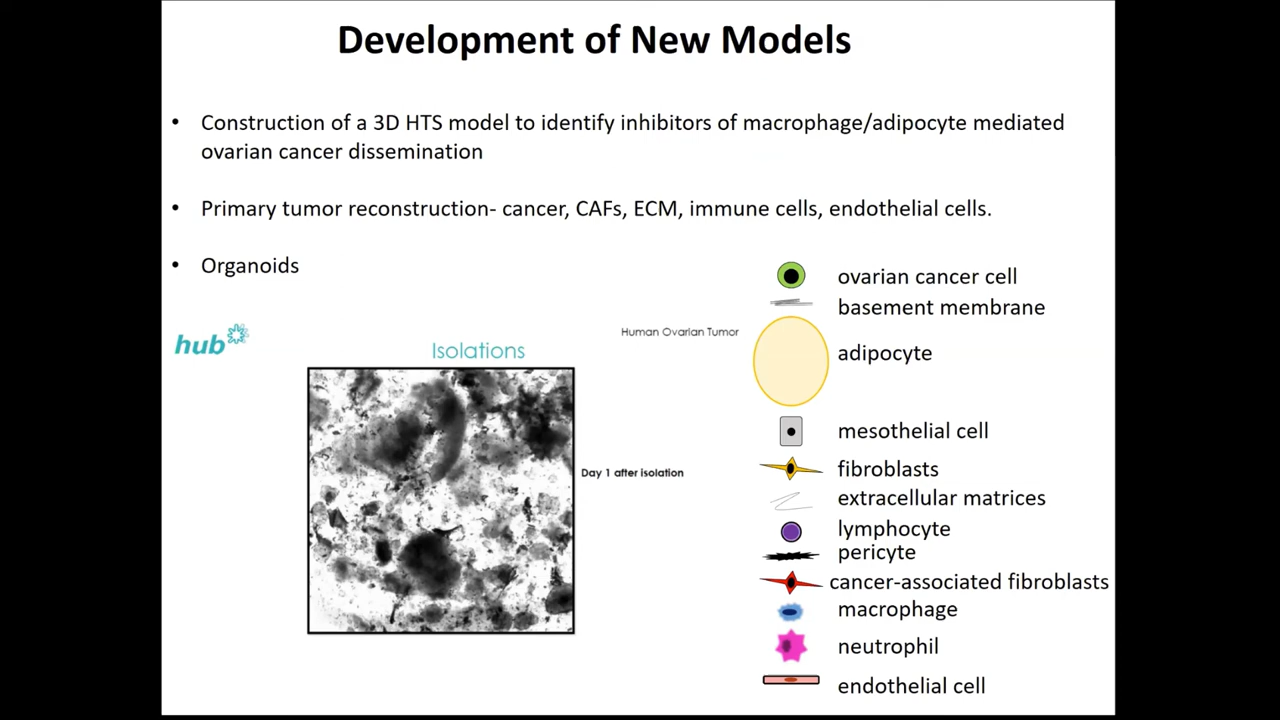 Development of New Models
• Construction of a 3D HTS model to identify inhibitors of macrophage/adipocyte mediated
ovarian cancer dissemination
• Primary tumor reconstruction- cancer, CAFs, ECM, immune cells, endothelial cells.
• Organoids
hub
Isolations
Human Ovarian Tumor
Day 1 after isolation
ovarian cancer cell
basement membrane
adipocyte
mesothelial cell
fibroblasts
extracellular matrices
lymphocyte
pericyte
cancer-associated fibroblasts
macrophage
neutrophil
endothelial cell